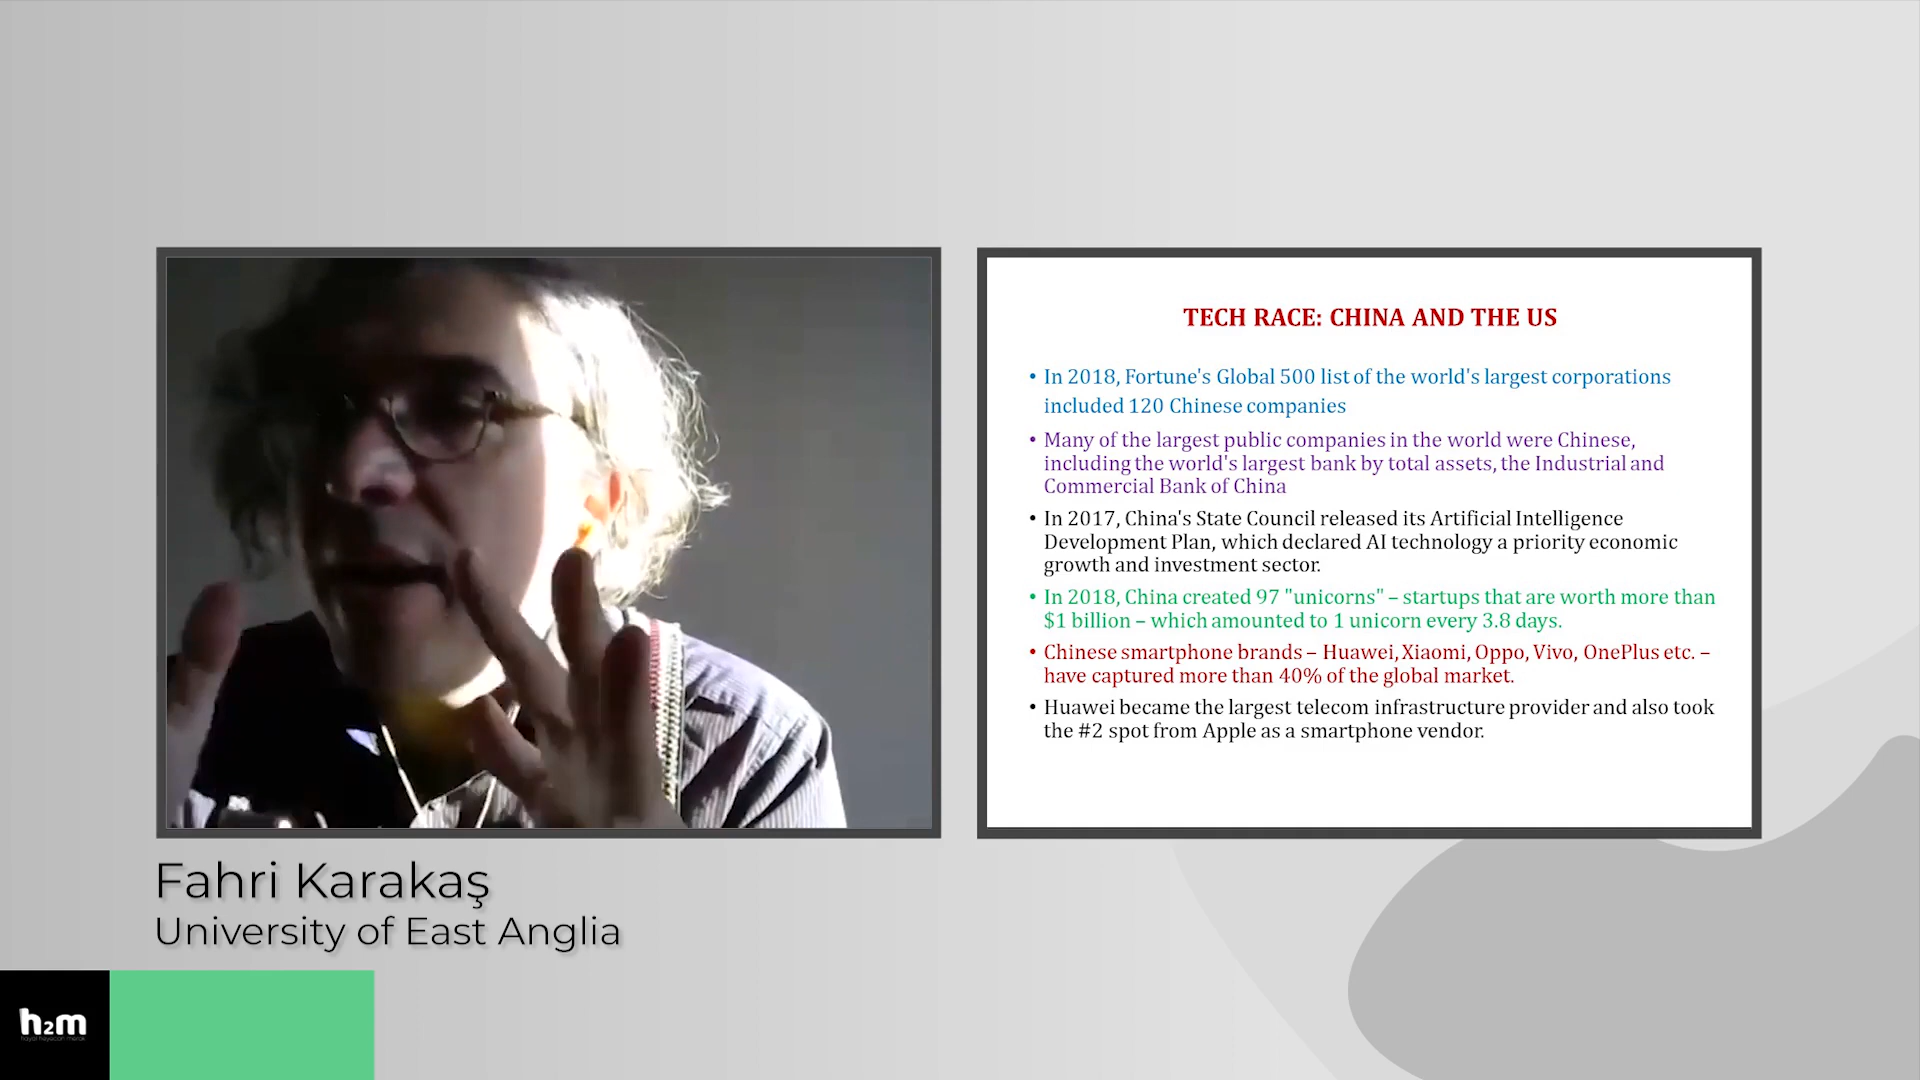 TECH RACE: CHINA AND THE US
• In 2018, Fortune's Global 500 list of the world's largest corporations
included 120 Chinese companies
• Many of the largest public companies in the world were Chinese,
including the world's largest bank by total assets, the Industrial and
Commercial Bank of China
• In 2017, China's State Council released its Artificial Intelligence
Development Plan, which declared AI technology a priority economic
growth and investment sector.
• In 2018, China created 97 "unicorns" – startups that are worth more than
$1 billion – which amounted to 1 unicorn every 3.8 days.
• Chinese smartphone brands – Huawei, Xiaomi, Oppo, Vivo, OnePlus etc. –
have captured more than 40% of the global market.
• Huawei became the largest telecom infrastructure provider and also took
the #2 spot from Apple as a smartphone vendor.
Fahri Karakaş
University of East Anglia
h2m